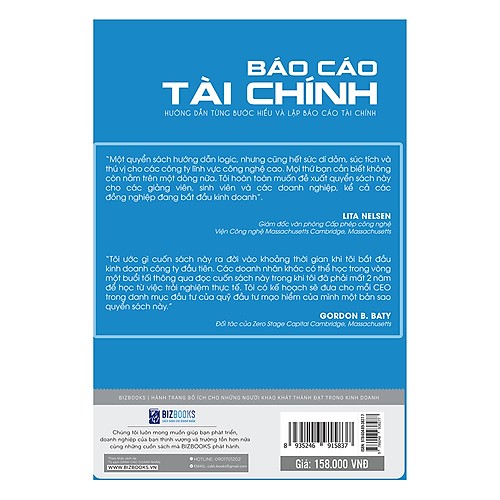 BÁO CÁO
TÀI CHÍNH
HƯỚNG DẪN TỪNG BƯỚC HIỂU VÀ LẬP BÁO CÁO TÀI CHÍNH
“Một quyển sách hướng dẫn logic, nhưng cũng hết sức dí dỏm, súc tích và
thú vị cho các công ty lĩnh vực công nghệ cao. Mọi thứ bạn cần biết không
còn nằm trên một dòng nữa. Tôi hoàn toàn muốn đề xuất quyển sách này
cho các giảng viên, sinh viên và các doanh nghiệp, kể cả các
doanh nghiệp đang bắt đầu kinh doanh”.
LITA NELSEN
Giám đốc văn phòng Cấp phép công nghệ
Viện Công nghệ Massachusetts Cambridge, Massachusetts
“Tôi ước gì cuốn sách này ra đời vào khoảng thời gian khi tôi bắt đầu
kinh doanh công ty đầu tiên. Các doanh nhân khác có thể học trong vòng
một buổi tối thông qua đọc cuốn sách này trong khi tôi đã phải mất 2 năm
để học từ việc trải nghiệm thực tế. Tôi có kế hoạch sẽ đưa cho mỗi CEO
trong danh mục đầu tư của quỹ đầu tư mạo hiểm của mình một bản sao
quyển sách này.”
GORDON B. BATY
Đối tác của Zero Stage Capital Cambridge, Massachusetts
BIZBOOKS | HÀNH TRANG BỔ ÍCH CHO NHỮNG NGƯỜI KHAO KHÁT THÀNH ĐẠT TRONG KINH DOANH
BIZBOOKS
Chúng tôi luôn mong muốn giúp bạn phát triển,
doanh nghiệp của bạn thịnh vượng và trường tồn hơn nữa
cùng những cuốn sách mà BIZBOOKS phát hành.
WWW.BIZBOOKS.VN
HOTLINE: 0907151202
8 935246 915837
Giá: 158.000 VNĐ